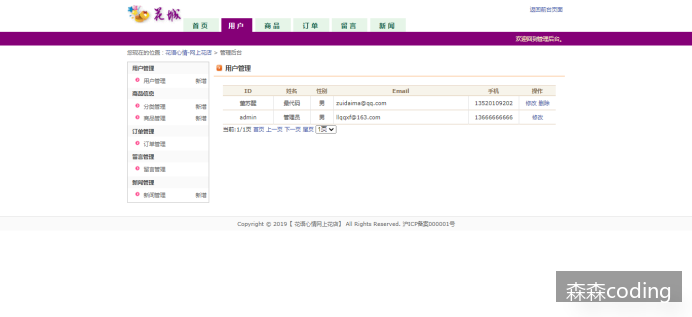 花城
返回前台页面
首页 用户 商品 订单 留言 新闻
欢迎回到管理后台。
您现在的位置：花语心情-网上花店 > 管理后台
用户管理
用户管理 新增
商品信息
分类管理 新增
商品管理 新增
订单管理
订单管理
留言管理
留言管理
新闻管理
新闻管理 新增
用户管理
ID 姓名 性别 Email 手机 操作
最代码 男 zuidaima@qq.com 13520109202 修改 删除
admin 管理员 男 llgqxf@163.com 13666666666 修改
当前:1/1页 首页 上一页 下一页 尾页 1页
Copyright © 2019【 花语心情网上花店】 All Rights Reserved. 沪ICP备案000001号
森森coding